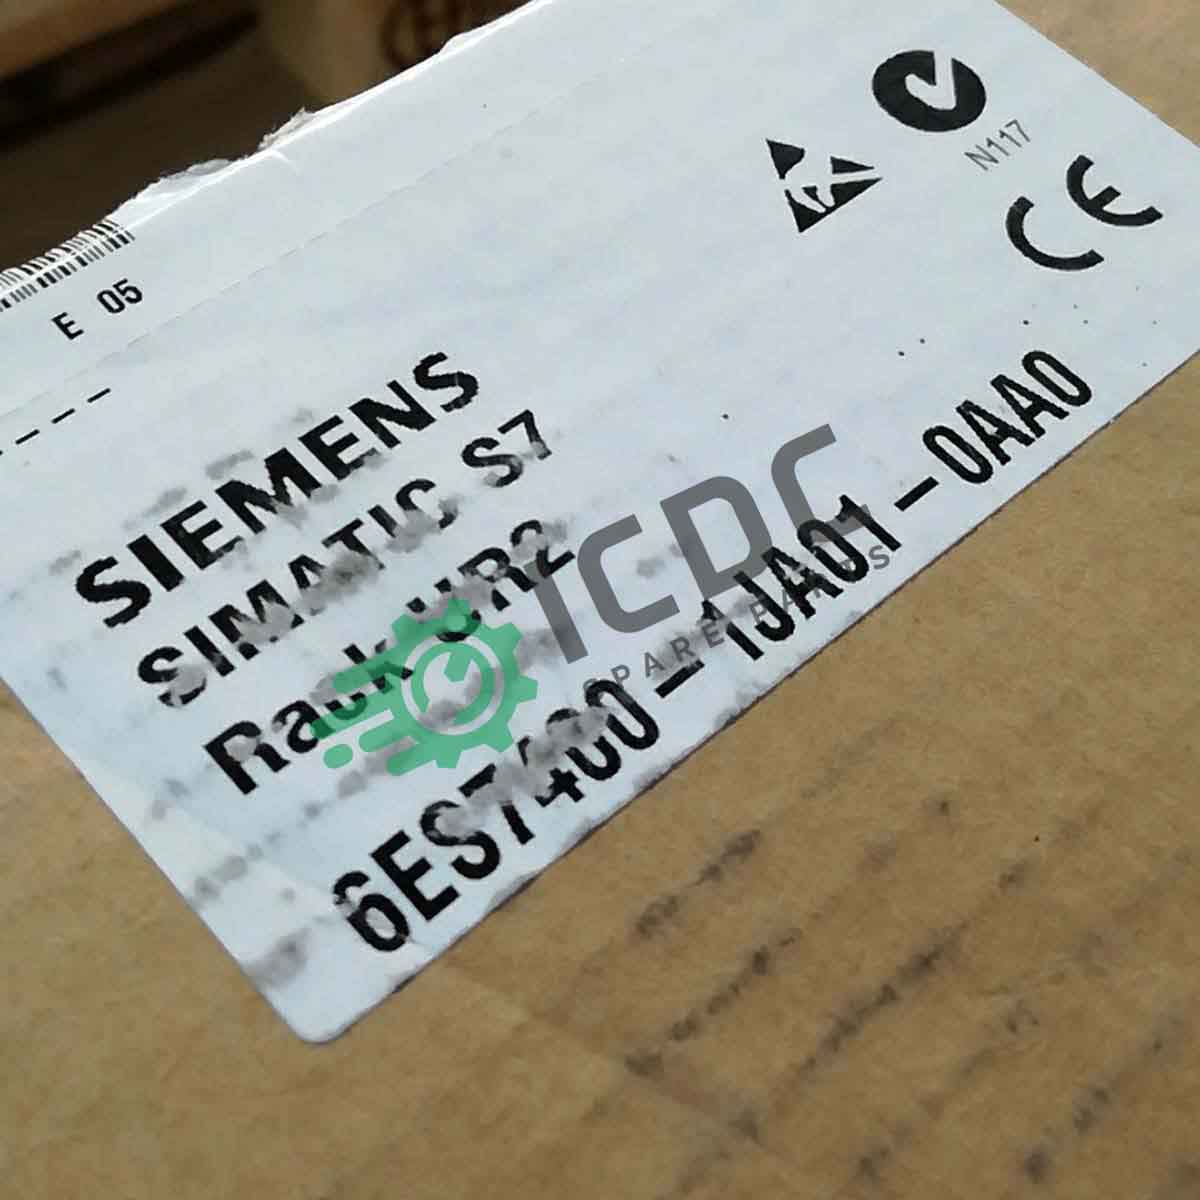 N117
E 05
SIEMENS
SIMATIC S7
Rack UR2
6ES7400-1JA01-0AA0
ICDC
SPARE PARTS